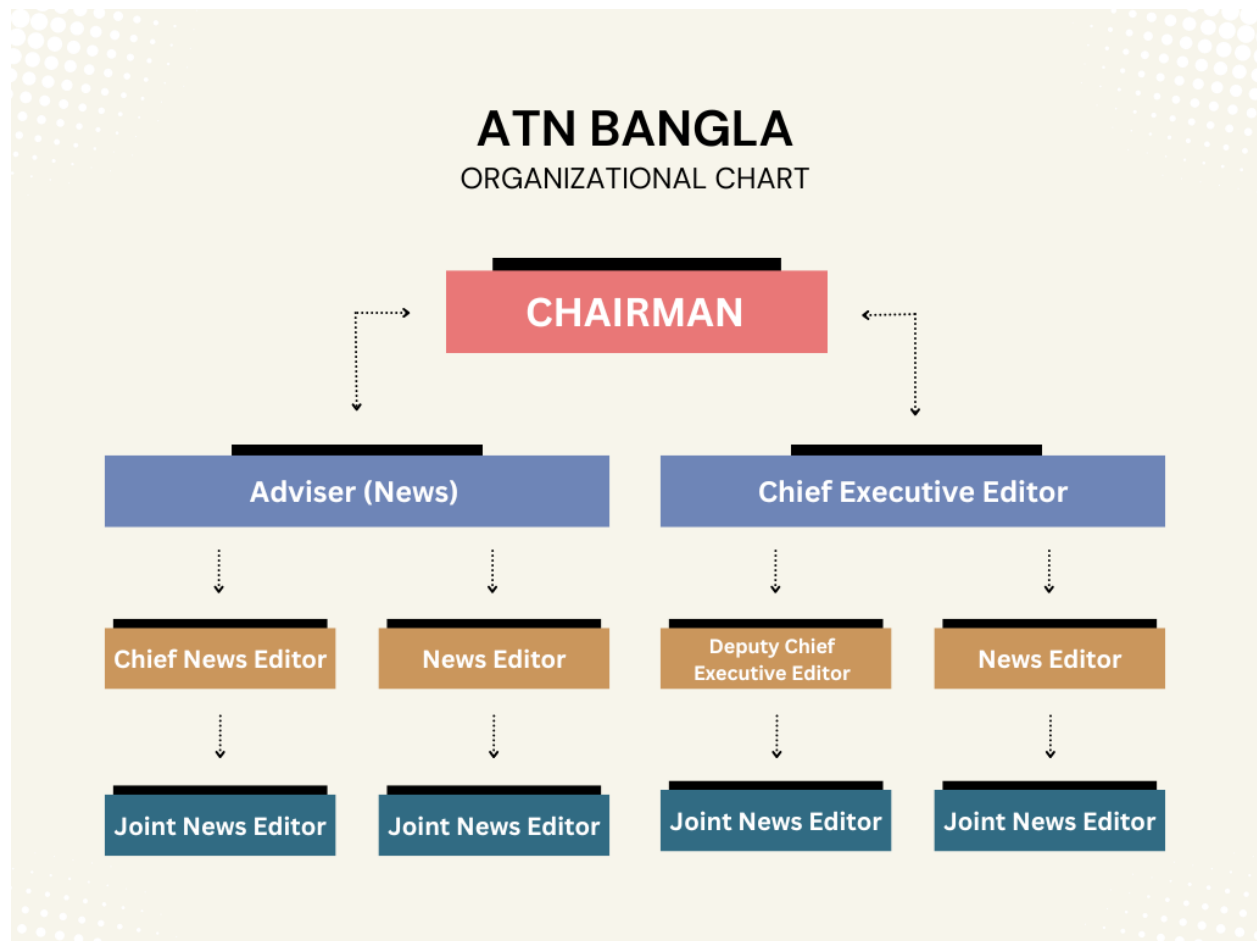 ATN BANGLA
ORGANIZATIONAL CHART
CHAIRMAN
Adviser (News)
Chief Executive Editor
Chief News Editor
News Editor
Deputy Chief
Executive Editor
News Editor
Joint News Editor
Joint News Editor
Joint News Editor
Joint News Editor